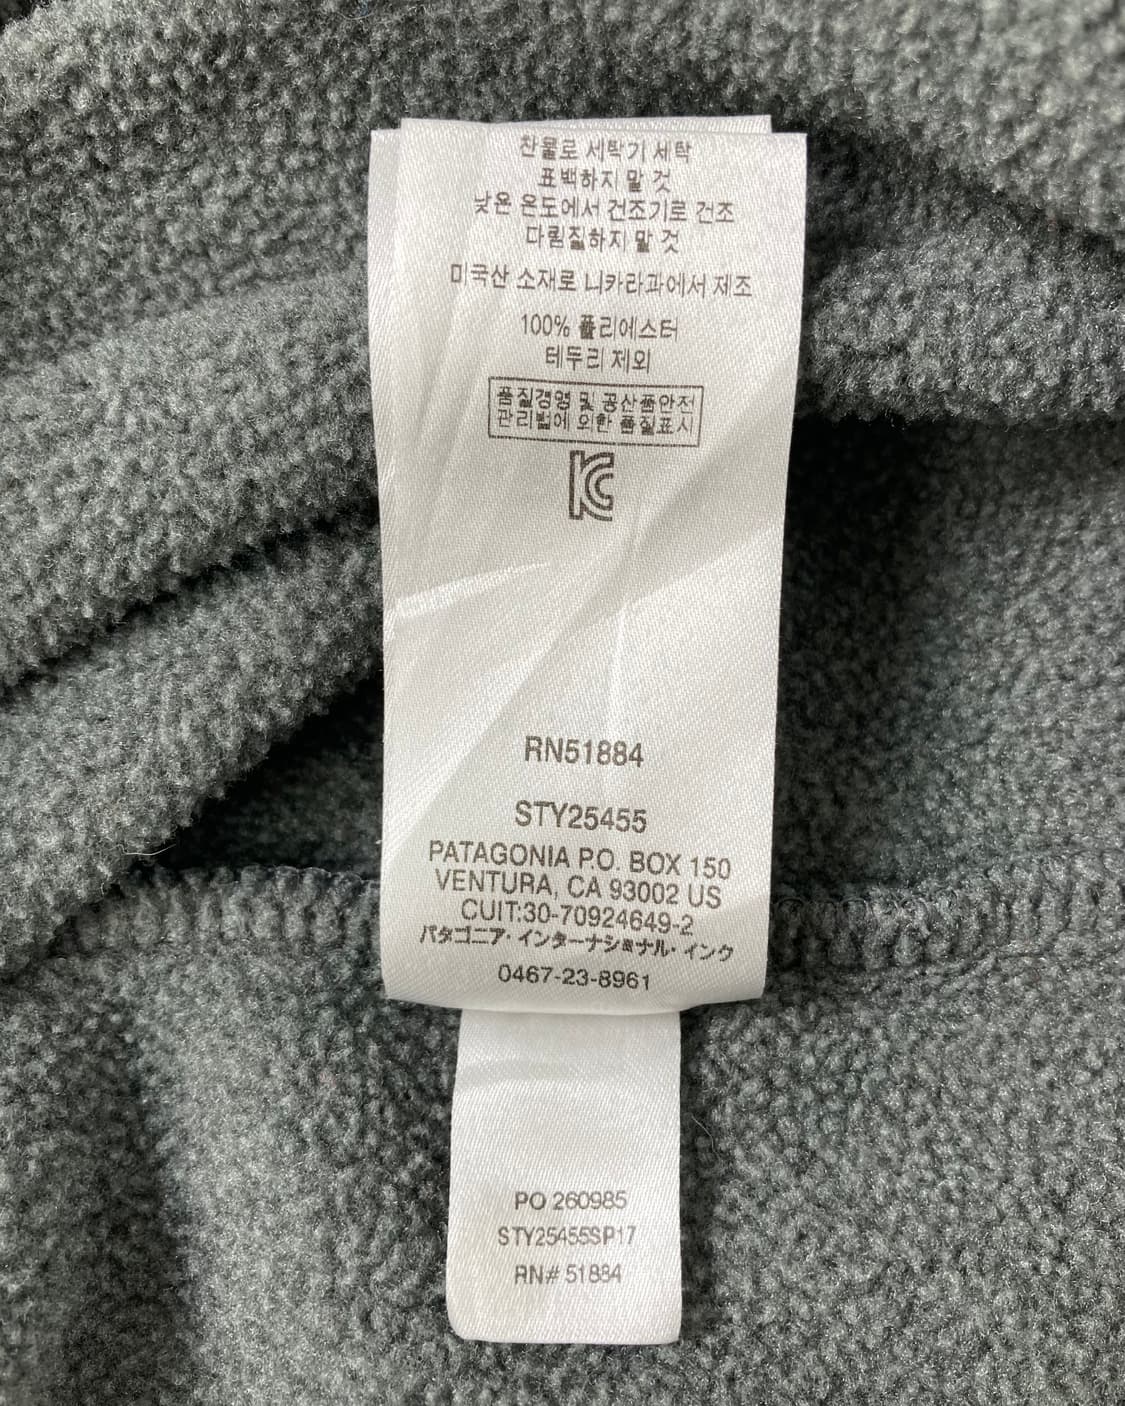 찬물로 세탁기 세탁
표백하지 말 것
낮은 온도에서 건조기로 건조
다림질하지 말 것
미국산 소재로 니카라과에서 제조
100% 폴리에스터
테두리 제외
품질경영 및 공산품안전
관리법에 의한 품질표시
KC
RN51884
STY25455
PATAGONIA P.O. BOX 150
VENTURA, CA 93002 US
CUIT:30-70924649-2
パタゴニア・インターナショナル・インク
0467-23-8961
PO 260985
STY25455SP17
RN# 51884